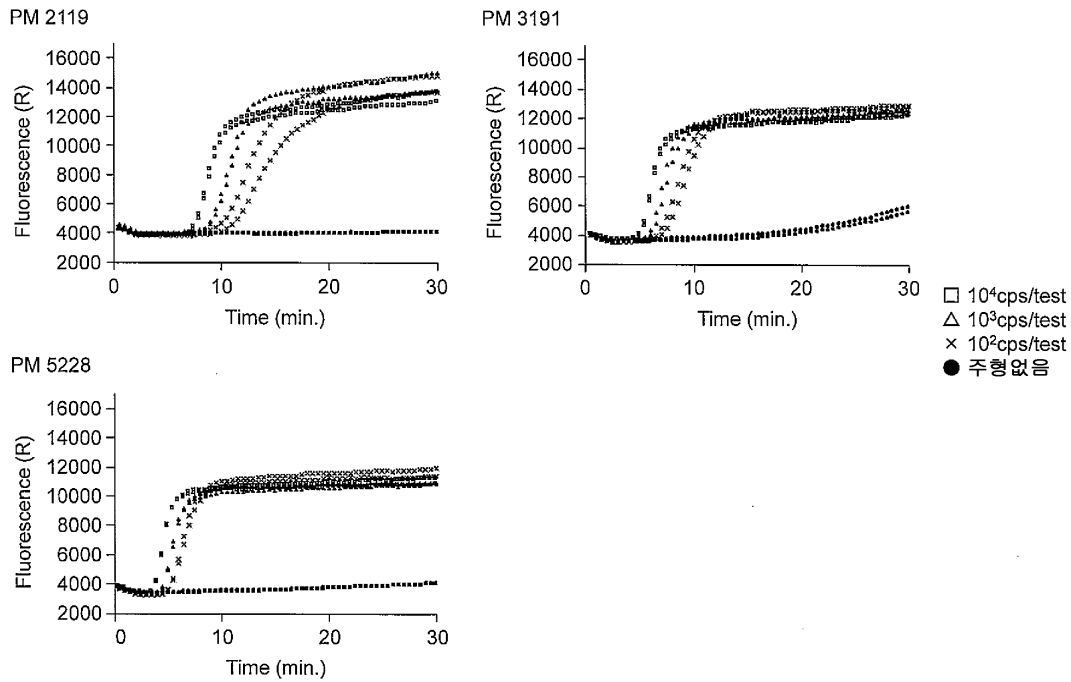 PM 2119
Fluorescence (R)
16000
14000
12000
10000
8000
6000
4000
2000
0
10
20
30
Time (min.)
PM 3191
Fluorescence (R)
16000
14000
12000
10000
8000
6000
4000
2000
0
10
20
30
Time (min.)
□ 10⁴cps/test
△ 10³cps/test
× 10²cps/test
● 주형없음
PM 5228
Fluorescence (R)
16000
14000
12000
10000
8000
6000
4000
2000
0
10
20
30
Time (min.)